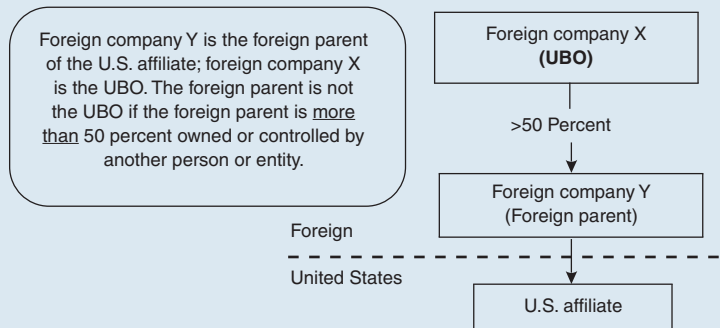 Foreign company Y is the foreign parent
of the U.S. affiliate; foreign company X
is the UBO. The foreign parent is not
the UBO if the foreign parent is more
than 50 percent owned or controlled by
another person or entity.
Foreign company X
(UBO)
>50 Percent
Foreign company Y
(Foreign parent)
Foreign
United States
U.S. affiliate